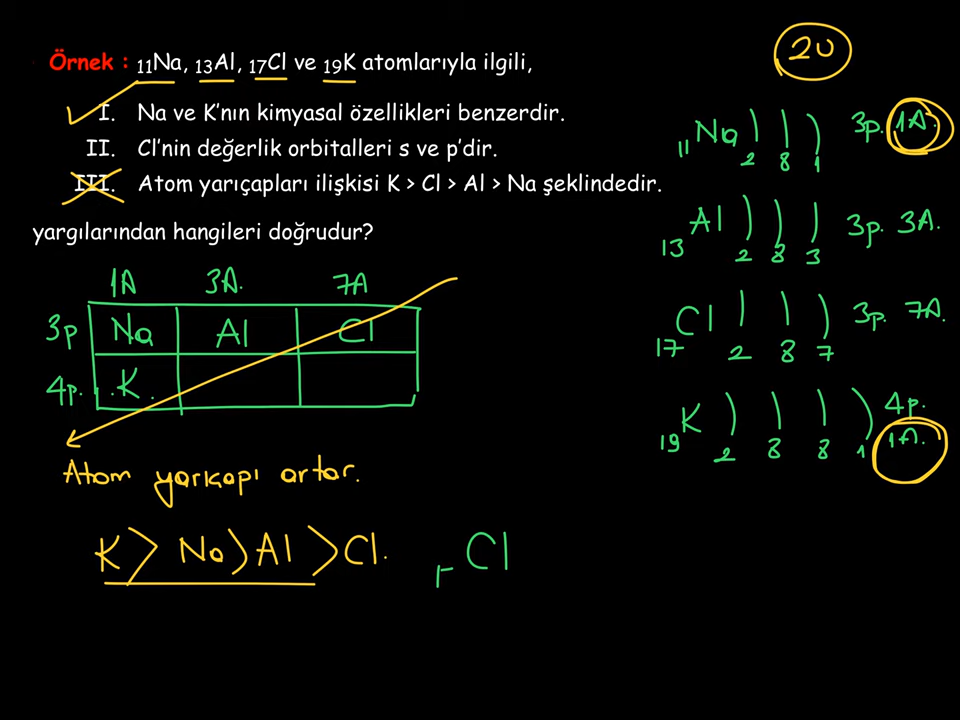 Örnek : 11Na, 13Al, 17Cl ve 19K atomlarıyla ilgili,
I. Na ve K'nın kimyasal özellikleri benzerdir.
II. Cl'nin değerlik orbitalleri s ve p'dir.
III. Atom yarıçapları ilişkisi K > Cl > Al > Na şeklindedir.
yargılarından hangileri doğrudur?
1A 3A. 7A
3p Na Al Cl
4p. K
Atom yarıçapı artar.
K > Na > Al > Cl.
Cl
20
11Na ) ) ) 3p. 1A.
2 8 1
13Al ) ) ) 3p. 3A.
2 8 3
17Cl ) ) ) 3p. 7A.
2 8 7
19K ) ) ) ) 4p.
1A.
2 8 8 1